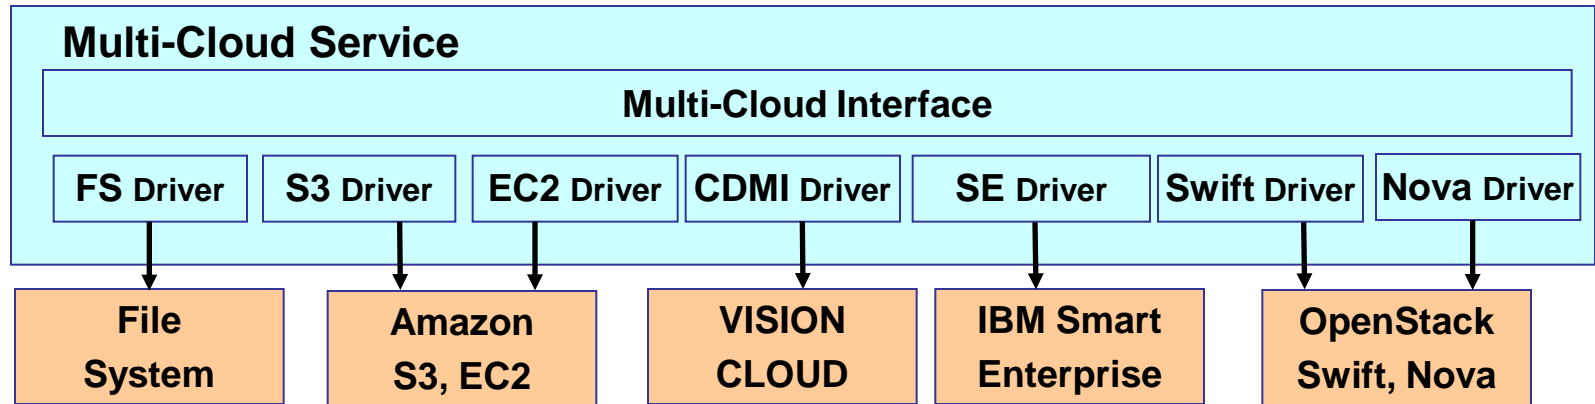 Multi-Cloud Service
Multi-Cloud Interface
FS Driver
S3 Driver
EC2 Driver
CDMI Driver
SE Driver
Swift Driver
Nova Driver
File
System
Amazon
S3, EC2
VISION
CLOUD
IBM Smart
Enterprise
OpenStack
Swift, Nova